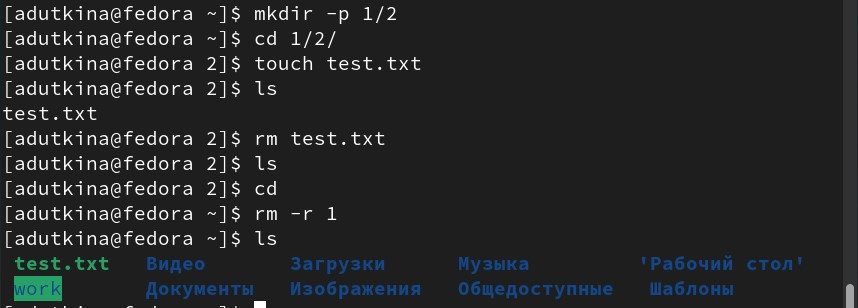 [adutkina@fedora ~]$ mkdir -p 1/2
[adutkina@fedora ~]$ cd 1/2/
[adutkina@fedora 2]$ touch test.txt
[adutkina@fedora 2]$ ls
test.txt
[adutkina@fedora 2]$ rm test.txt
[adutkina@fedora 2]$ ls
[adutkina@fedora 2]$ cd
[adutkina@fedora ~]$ rm -r 1
[adutkina@fedora ~]$ ls
test.txt Видео Загрузки Музыка 'Рабочий стол'
work Документы Изображения Общедоступные Шаблоны